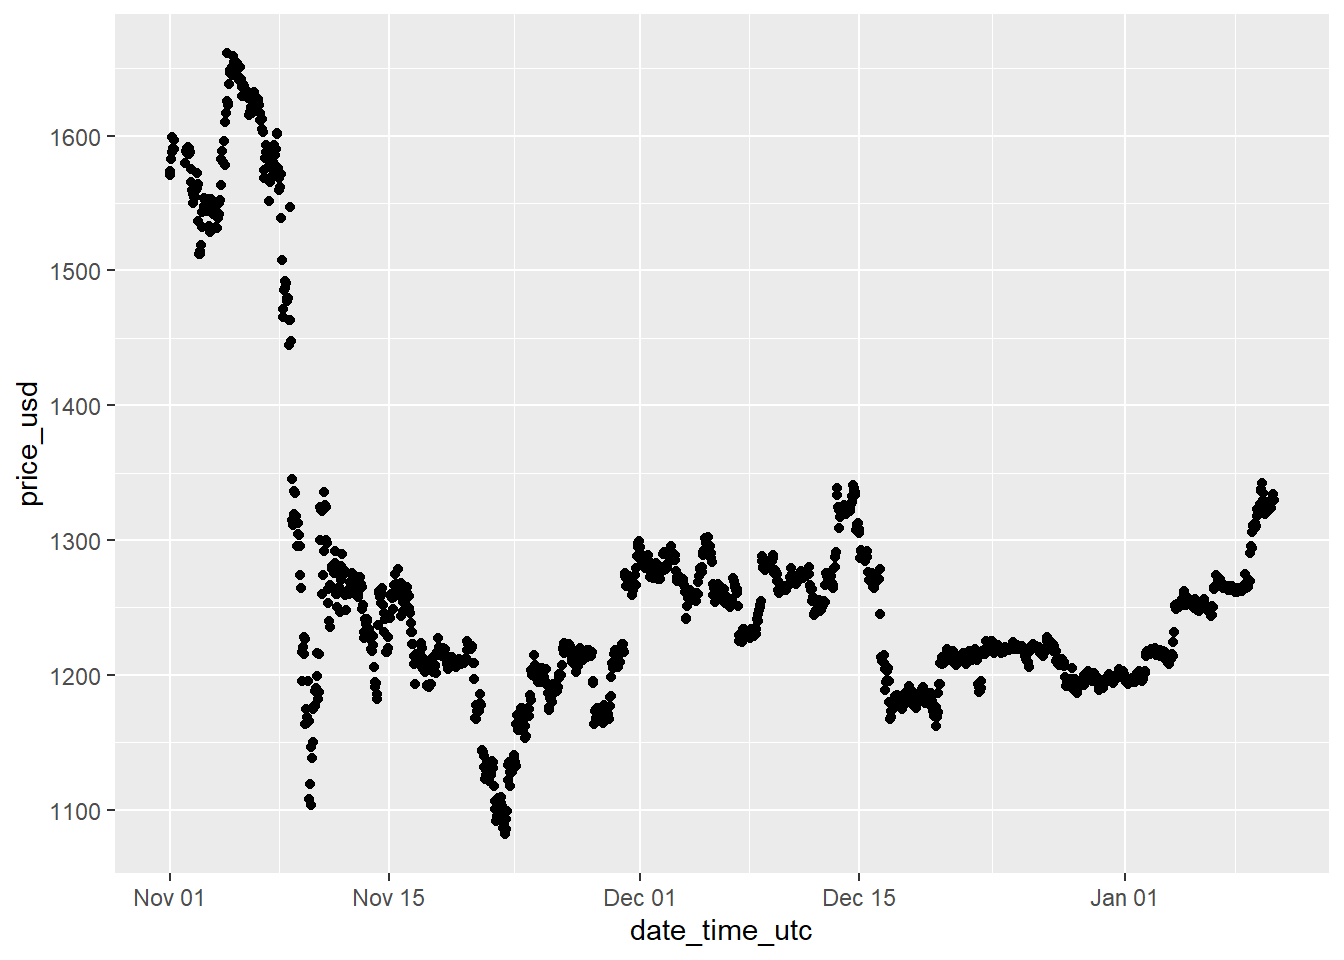 1600
1500
1400
1300
1200
1100
price_usd
Nov 01
Nov 15
Dec 01
Dec 15
Jan 01
date_time_utc